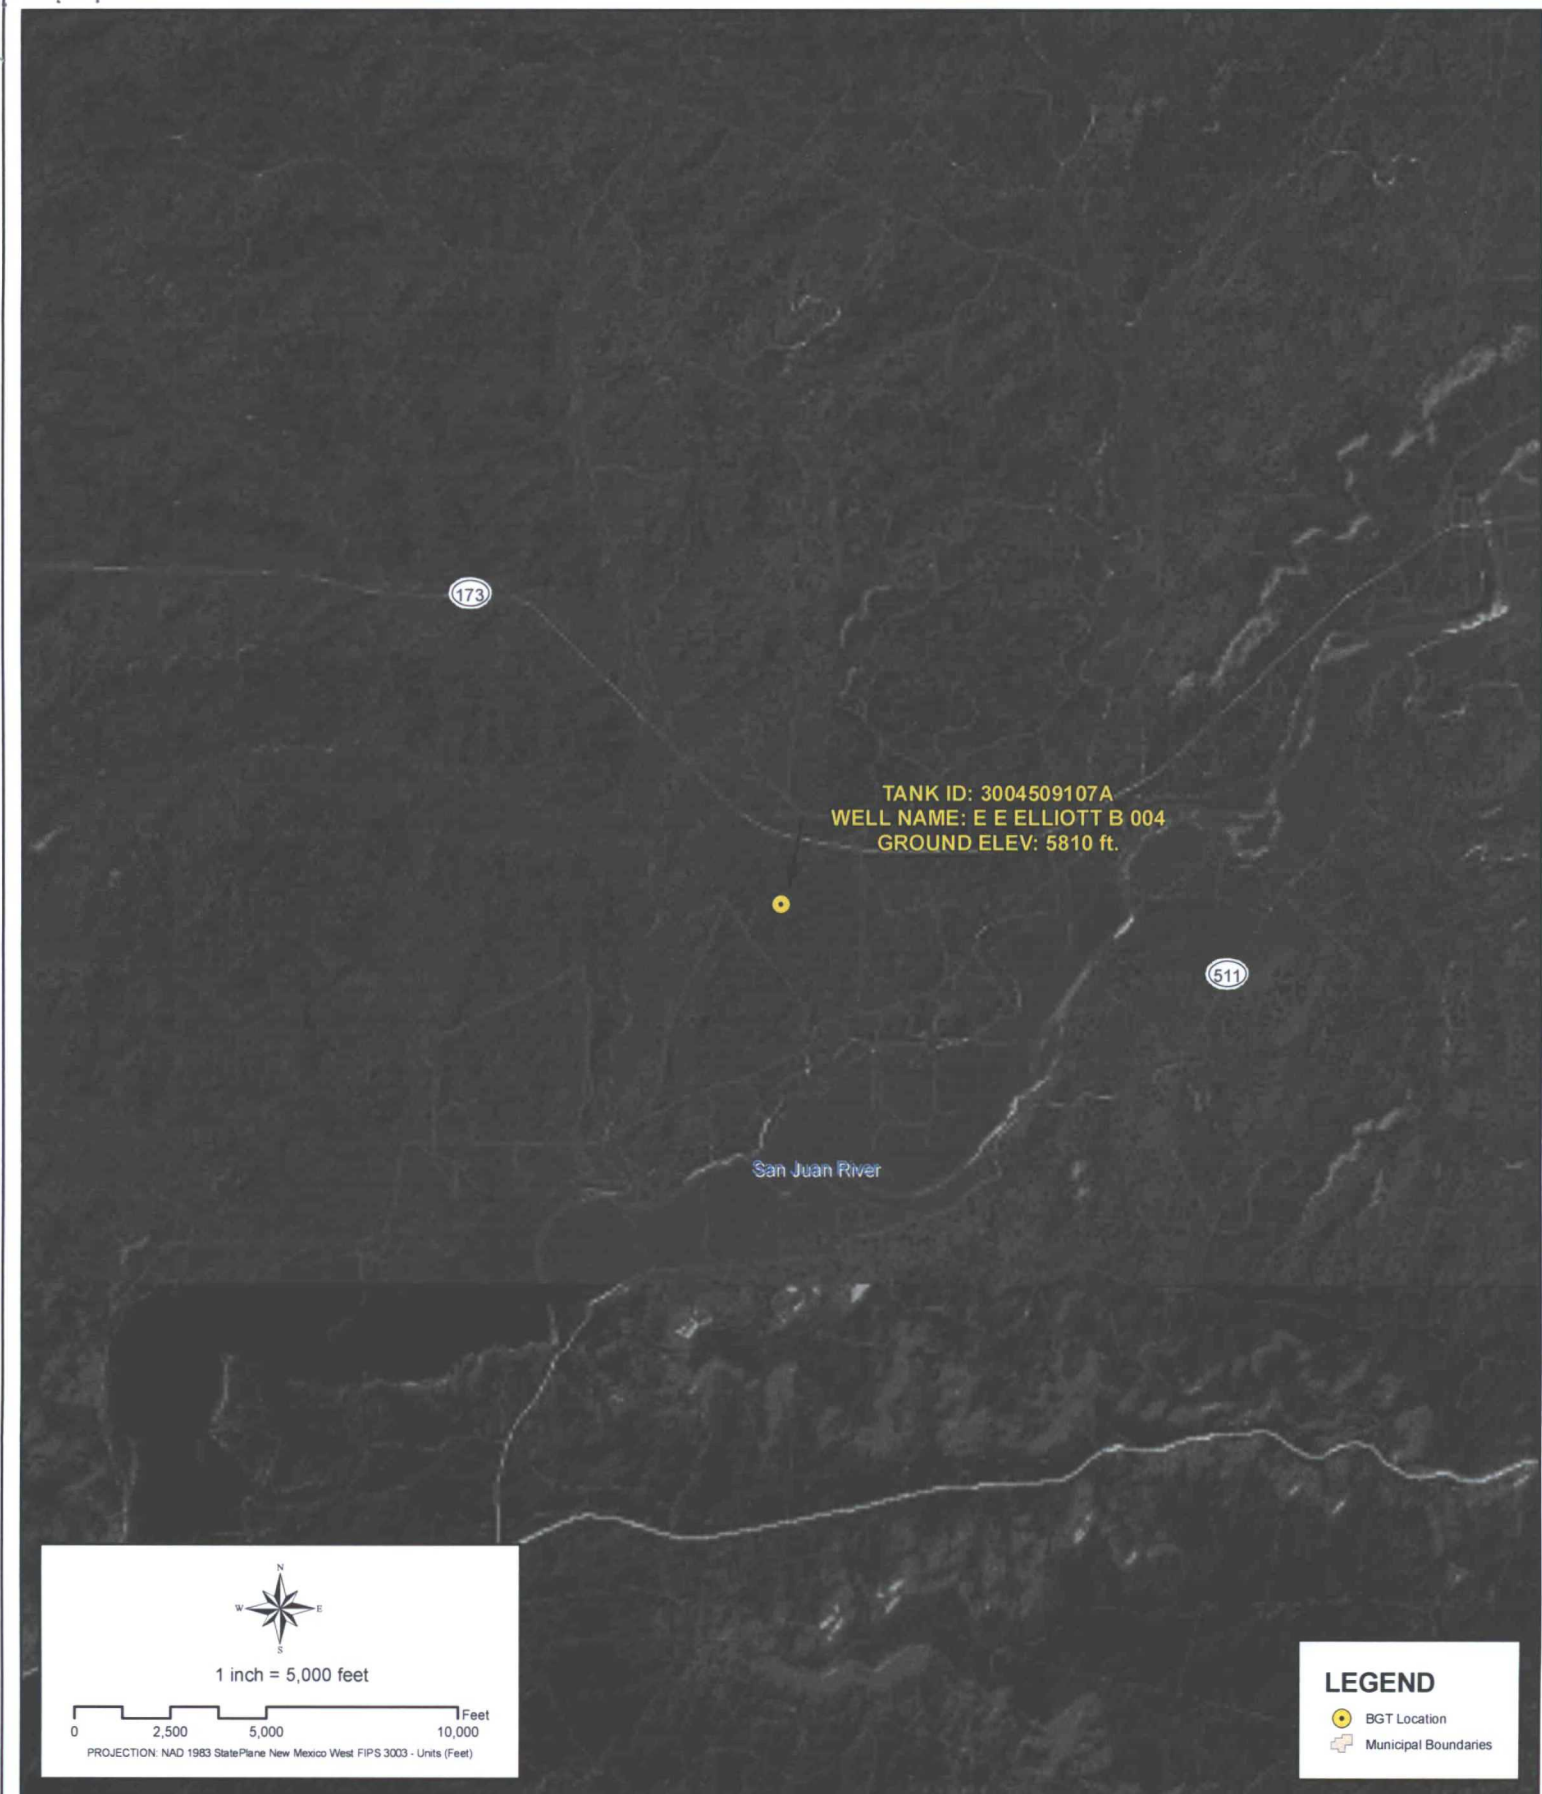 173
TANK ID: 3004509107A
WELL NAME: E E ELLIOTT B 004
GROUND ELEV: 5810 ft.
511
San Juan River
N
W E
S
1 inch = 5,000 feet
Feet
0 2,500 5,000 10,000
PROJECTION: NAD 1983 StatePlane New Mexico West FIPS 3003 - Units (Feet)
LEGEND
BGT Location
Municipal Boundaries